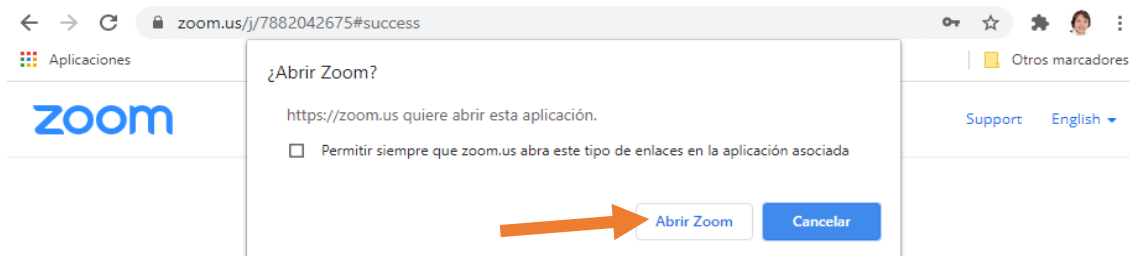 zoom.us/j/7882042675#success
Aplicaciones
Otros marcadores
¿Abrir Zoom?
https://zoom.us quiere abrir esta aplicación.
Permitir siempre que zoom.us abra este tipo de enlaces en la aplicación asociada
Abrir Zoom
Cancelar
zoom
Support
English